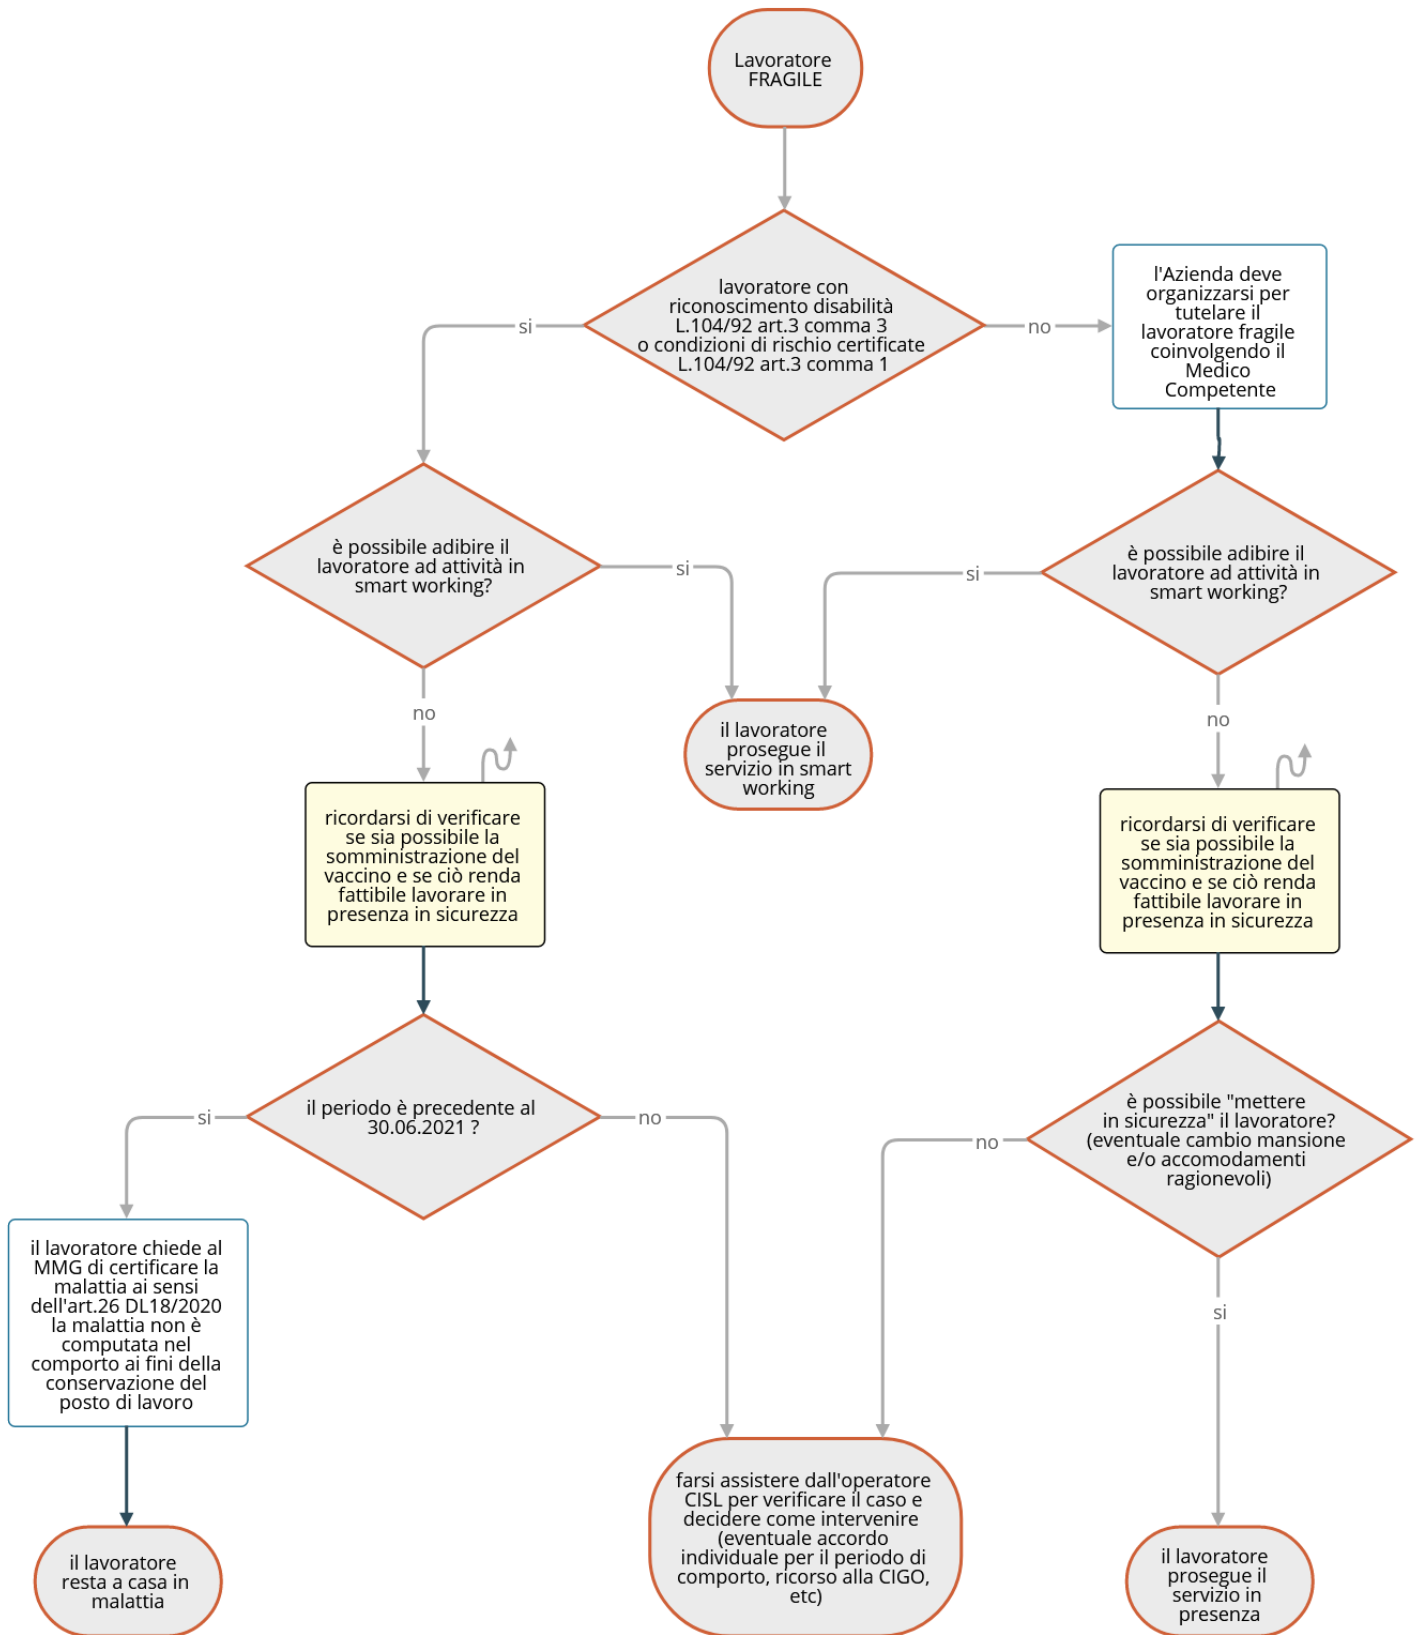 Lavoratore
FRAGILE
lavoratore con
riconoscimento disabilità
L.104/92 art.3 comma 3
o condizioni di rischio certificate
L.104/92 art.3 comma 1
si
no
l'Azienda deve
organizzarsi per
tutelare il
lavoratore fragile
coinvolgendo il
Medico
Competente
è possibile adibire il
lavoratore ad attività in
smart working?
si
no
è possibile adibire il
lavoratore ad attività in
smart working?
si
no
il lavoratore
prosegue il
servizio in smart
working
ricordarsi di verificare
se sia possibile la
somministrazione del
vaccino e se ciò renda
fattibile lavorare in
presenza in sicurezza
ricordarsi di verificare
se sia possibile la
somministrazione del
vaccino e se ciò renda
fattibile lavorare in
presenza in sicurezza
il periodo è precedente al
30.06.2021 ?
si
no
è possibile "mettere
in sicurezza" il lavoratore?
(eventuale cambio mansione
e/o accomodamenti
ragionevoli)
no
si
il lavoratore chiede al
MMG di certificare la
malattia ai sensi
dell'art.26 DL18/2020
la malattia non è
computata nel
comporto ai fini della
conservazione del
posto di lavoro
farsi assistere dall'operatore
CISL per verificare il caso e
decidere come intervenire
(eventuale accordo
individuale per il periodo di
comporto, ricorso alla CIGO,
etc)
il lavoratore
resta a casa in
malattia
il lavoratore
prosegue il
servizio in
presenza